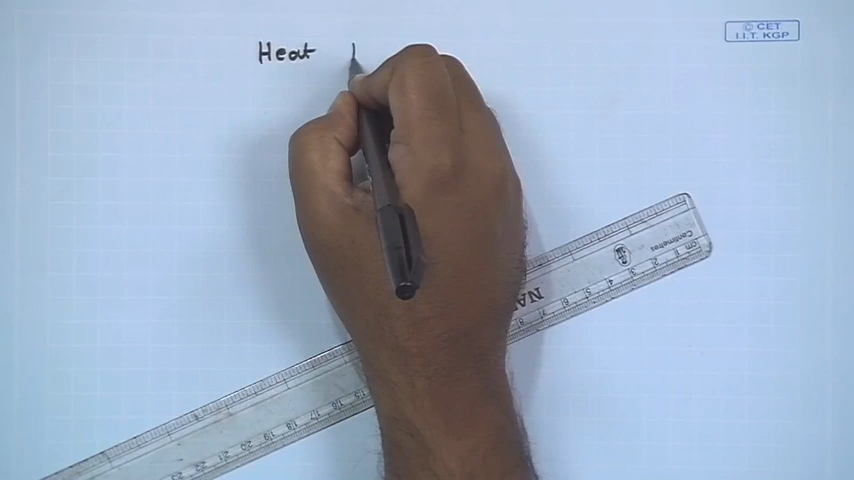 © CET
I.I.T. KGP
Heat
Centimetres
cm 1 2 3 4 5 6 7 8
15 16 17 18 19 20 21 22 23